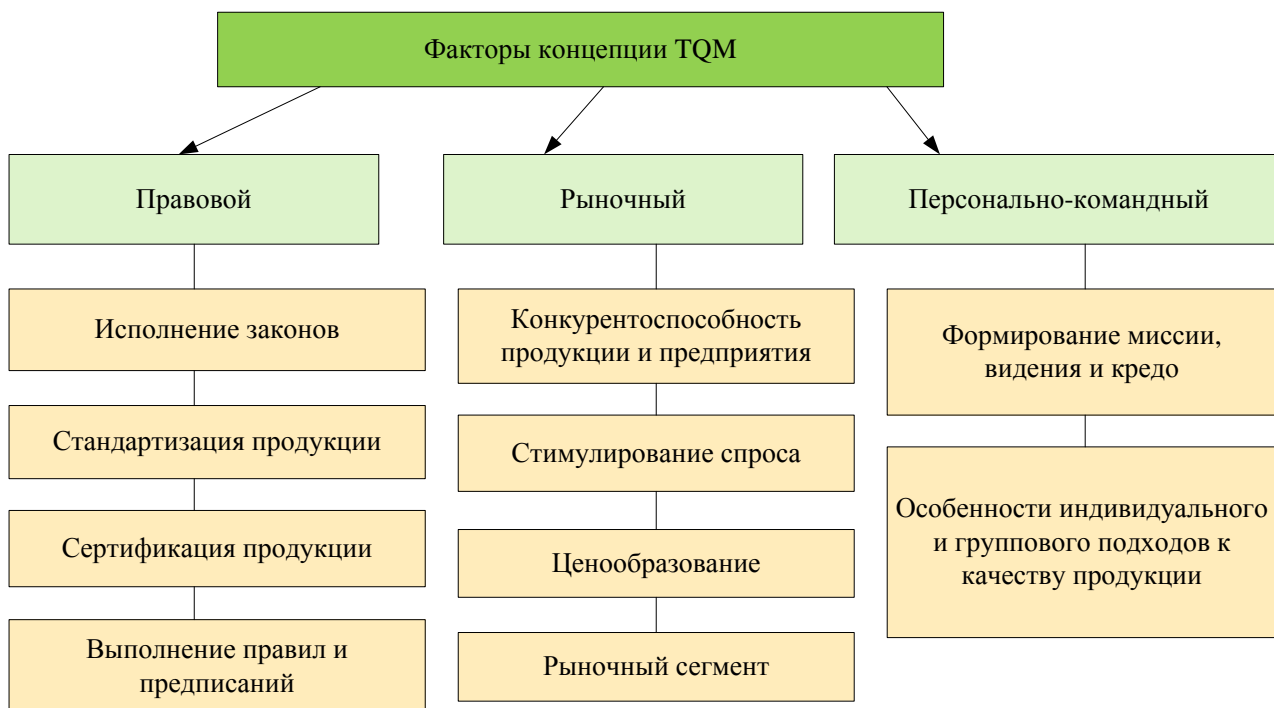 Факторы концепции TQM
Правовой
Рыночный
Персонально-командный
Исполнение законов
Стандартизация продукции
Сертификация продукции
Выполнение правил и
предписаний
Конкурентоспособность
продукции и предприятия
Стимулирование спроса
Ценообразование
Рыночный сегмент
Формирование миссии,
видения и кредо
Особенности индивидуального
и группового подходов к
качеству продукции